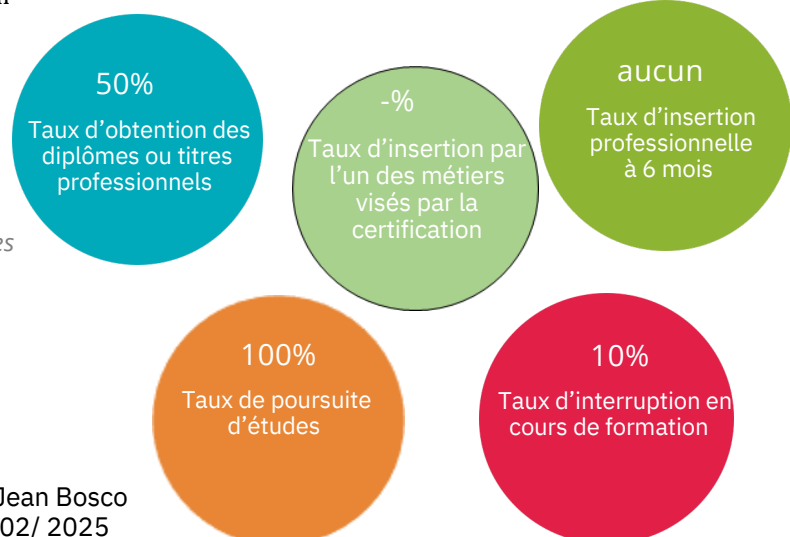 50%
Taux d’obtention des
diplômes ou titres
professionnels
-%
Taux d’insertion par
l’un des métiers
visés par la
certification
aucun
Taux d’insertion
professionnelle
à 6 mois
es
100%
Taux de poursuite
d’études
10%
Taux d’interruption en
cours de formation
Jean Bosco
02/ 2025